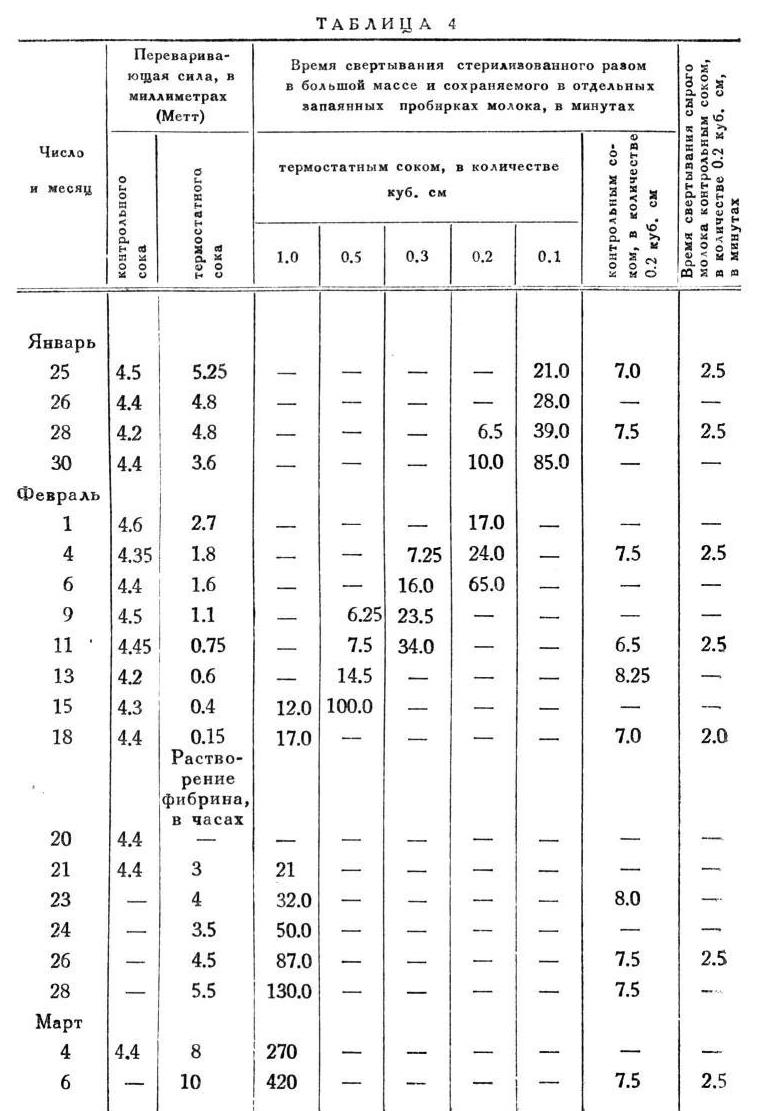 ТАБЛИЦА 4
Число
и месяц
Переварива-
ющая сила, в
миллиметрах
(Метт)
контрольного
сока
термостатного
сока
Время свертывания стерилизованного разом
в большой массе и сохраняемого в отдельных
запаянных пробирках молока, в минутах
термостатным соком, в количестве
куб. см
1.0 0.5 0.3 0.2 0.1
контрольным со-
ком, в количестве
0.2 куб. см
Время свертывания сырого
молока контрольным соком,
в количестве 0.2 куб. см,
в минутах
Январь
25 4.5 5.25 — — — — 21.0 7.0 2.5
26 4.4 4.8 — — — — 28.0 — —
28 4.2 4.8 — — — 6.5 39.0 7.5 2.5
30 4.4 3.6 — — — 10.0 85.0 — —
Февраль
1 4.6 2.7 — — — 17.0 — — —
4 4.35 1.8 — — 7.25 24.0 — 7.5 2.5
6 4.4 1.6 — — 16.0 65.0 — — —
9 4.5 1.1 — 6.25 23.5 — — — —
11 4.45 0.75 — 7.5 34.0 — — 6.5 2.5
13 4.2 0.6 — 14.5 — — — 8.25 —
15 4.3 0.4 12.0 100.0 — — — — —
18 4.4 0.15 17.0 — — — — 7.0 2.0
Раство-
рение
фибрина,
в часах
20 4.4 — — — — — — — —
21 4.4 3 21 — — — — — —
23 — 4 32.0 — — — — 8.0 —
24 — 3.5 50.0 — — — — — —
26 — 4.5 87.0 — — — — 7.5 2.5
28 — 5.5 130.0 — — — — 7.5 —
Март
4 4.4 8 270 — — — — — —
6 — 10 420 — — — — 7.5 2.5